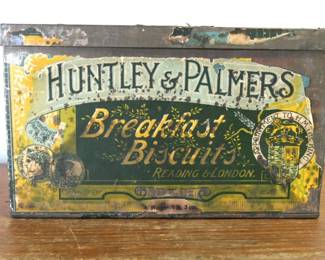 HUNTLEY & PALMERS
Breakfast
Biscuits
READING & LONDON.